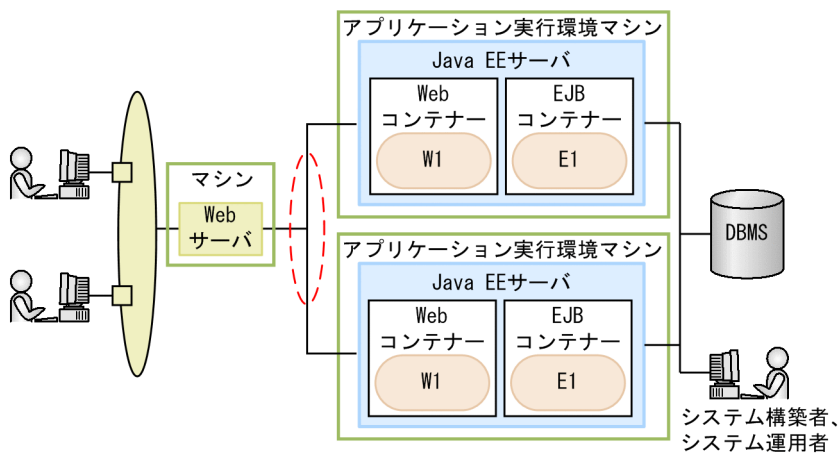 アプリケーション実行環境マシン
Java EEサーバ
Web
コンテナー
W1
EJB
コンテナー
E1
マシン
Web
サーバ
DBMS
アプリケーション実行環境マシン
Java EEサーバ
Web
コンテナー
W1
EJB
コンテナー
E1
システム構築者、
システム運用者